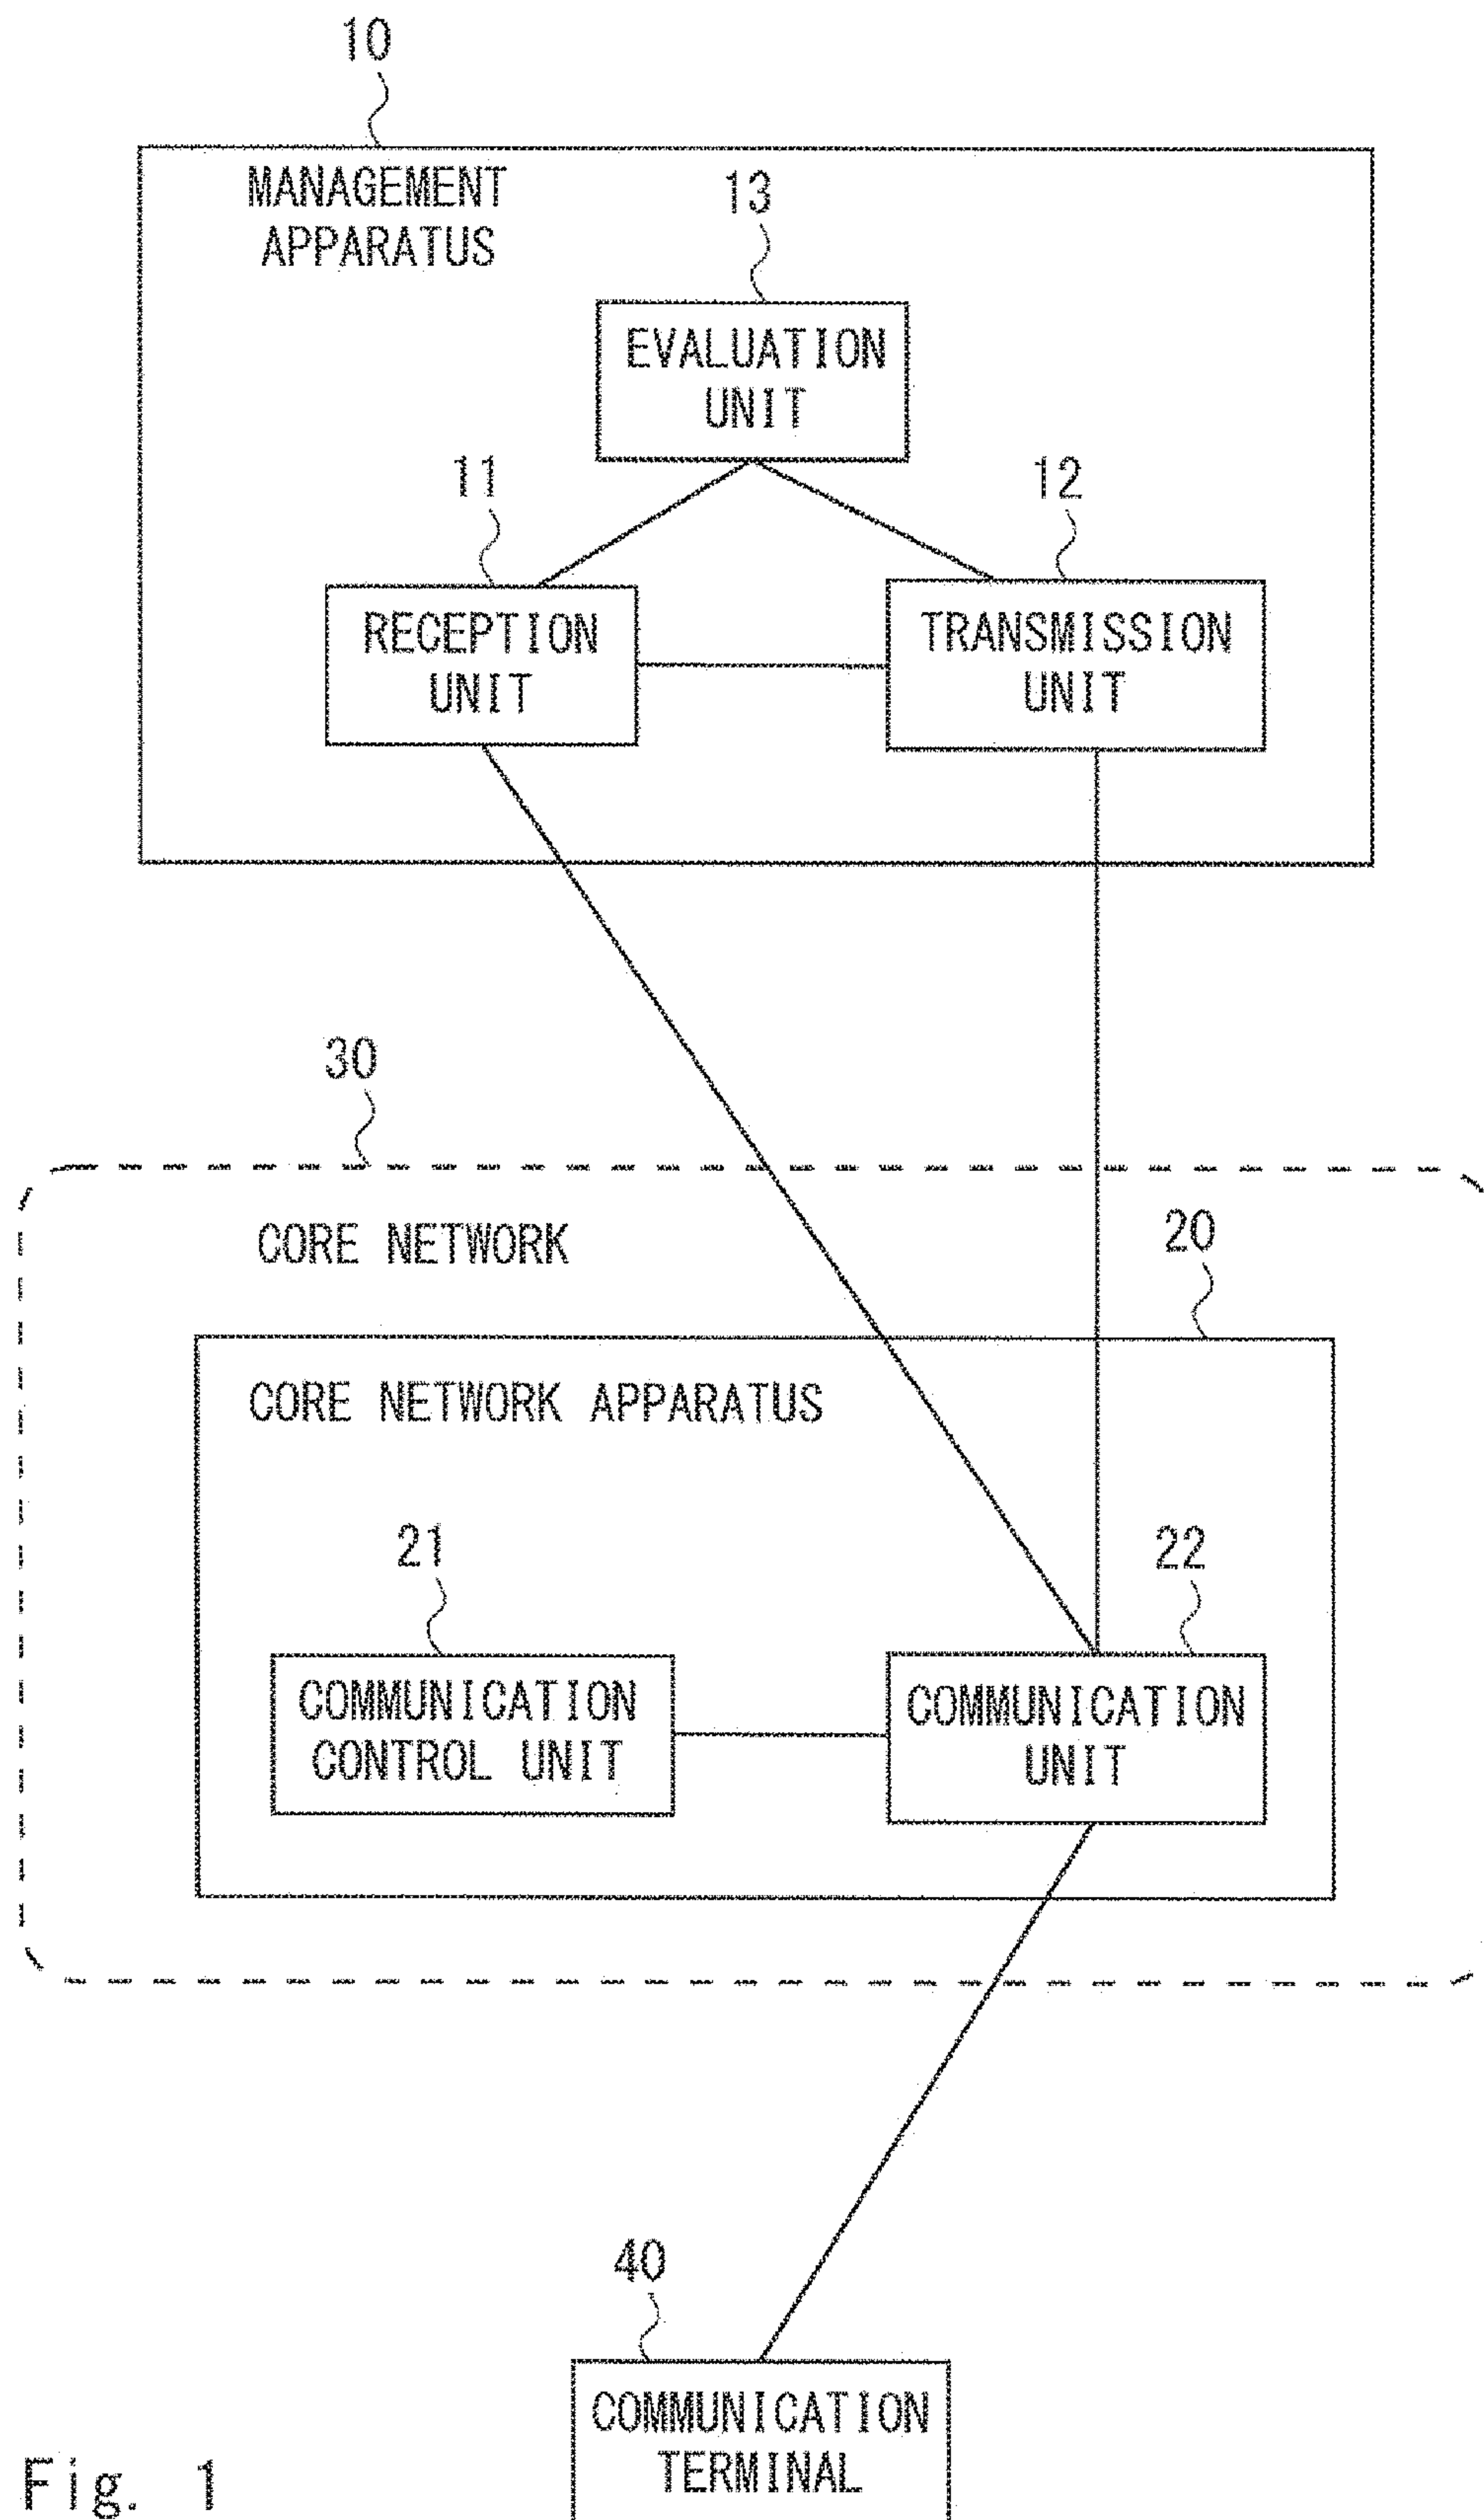 10
MANAGEMENT
APPARATUS
13
EVALUATION
UNIT
11
12
RECEPTION
UNIT
TRANSMISSION
UNIT
30
CORE NETWORK
20
CORE NETWORK APPARATUS
21
22
COMMUNICATION
CONTROL UNIT
COMMUNICATION
UNIT
40
COMMUNICATION
TERMINAL
Fig. 1